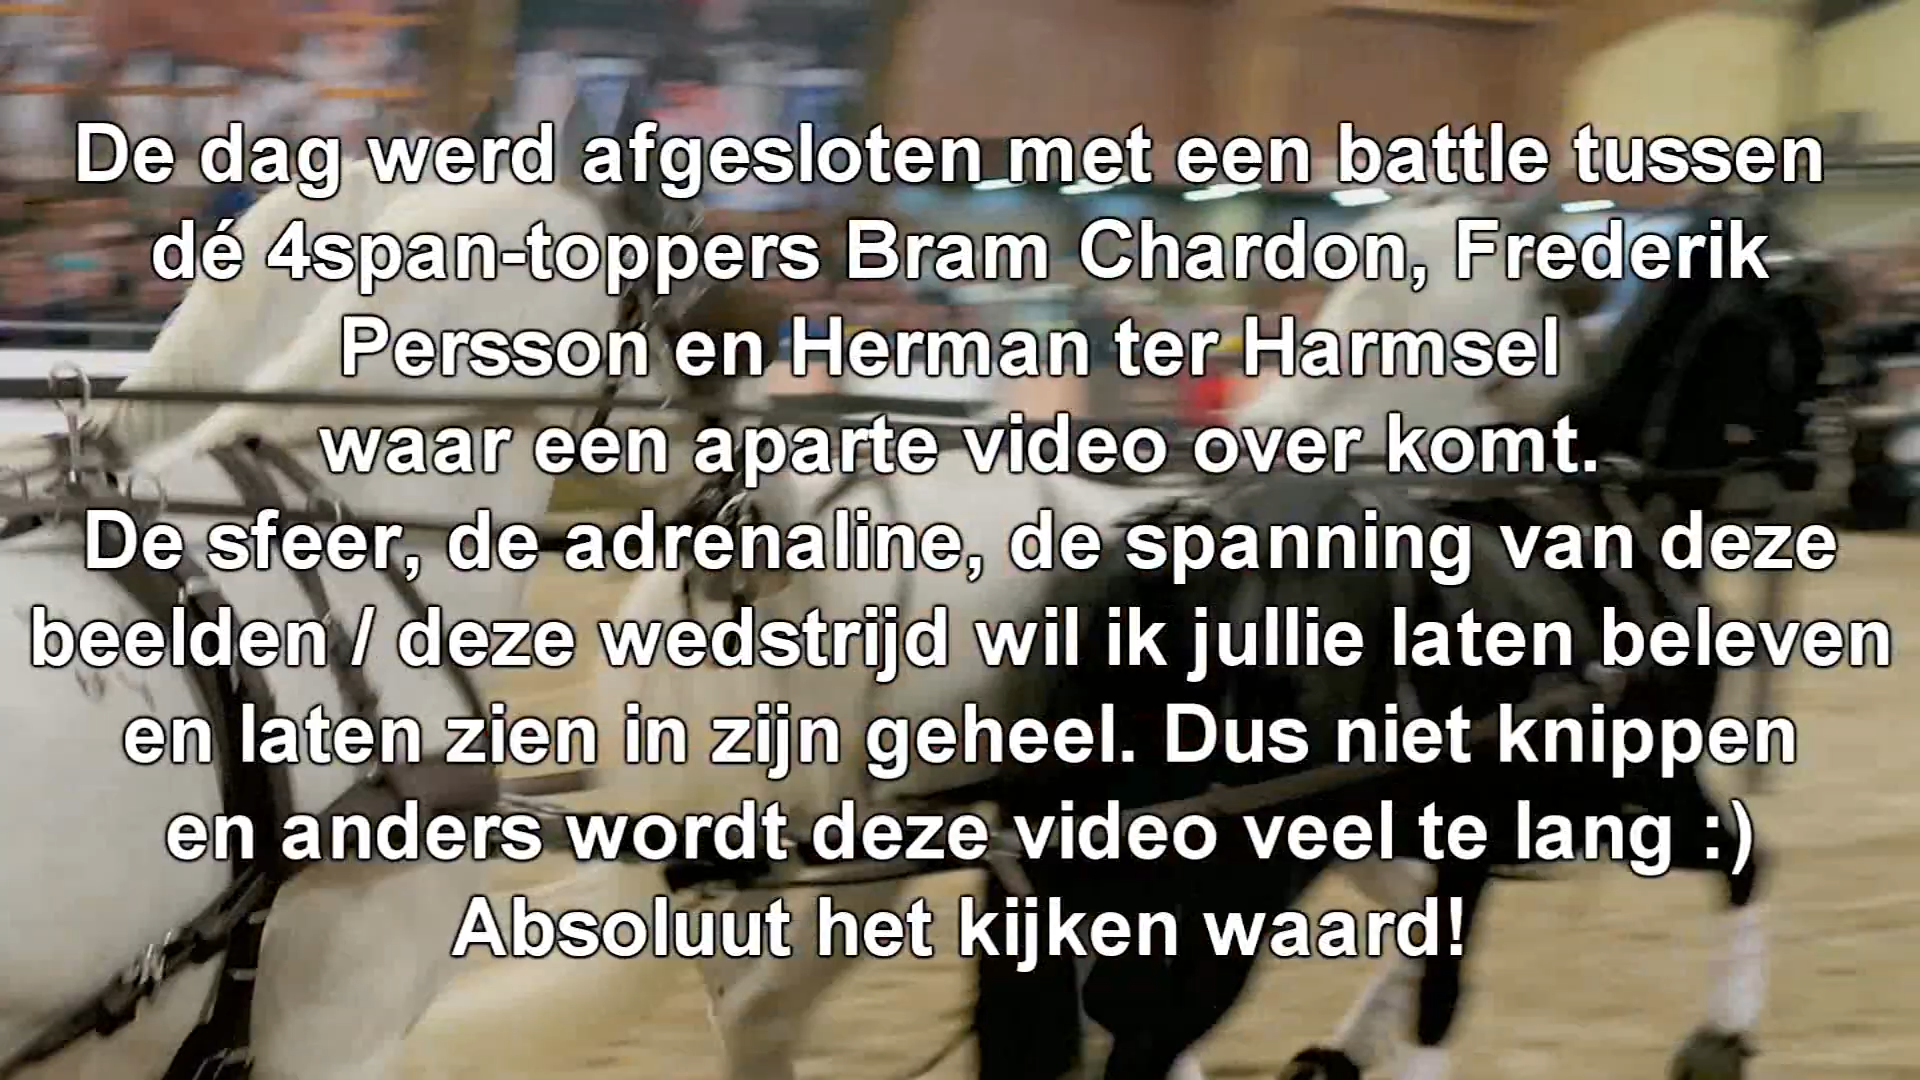 De dag werd afgesloten met een battle tussen
dé 4span-toppers Bram Chardon, Frederik
Persson en Herman ter Harmsel
waar een aparte video over komt.
De sfeer, de adrenaline, de spanning van deze
beelden / deze wedstrijd wil ik jullie laten beleven
en laten zien in zijn geheel. Dus niet knippen
en anders wordt deze video veel te lang :)
Absoluut het kijken waard!